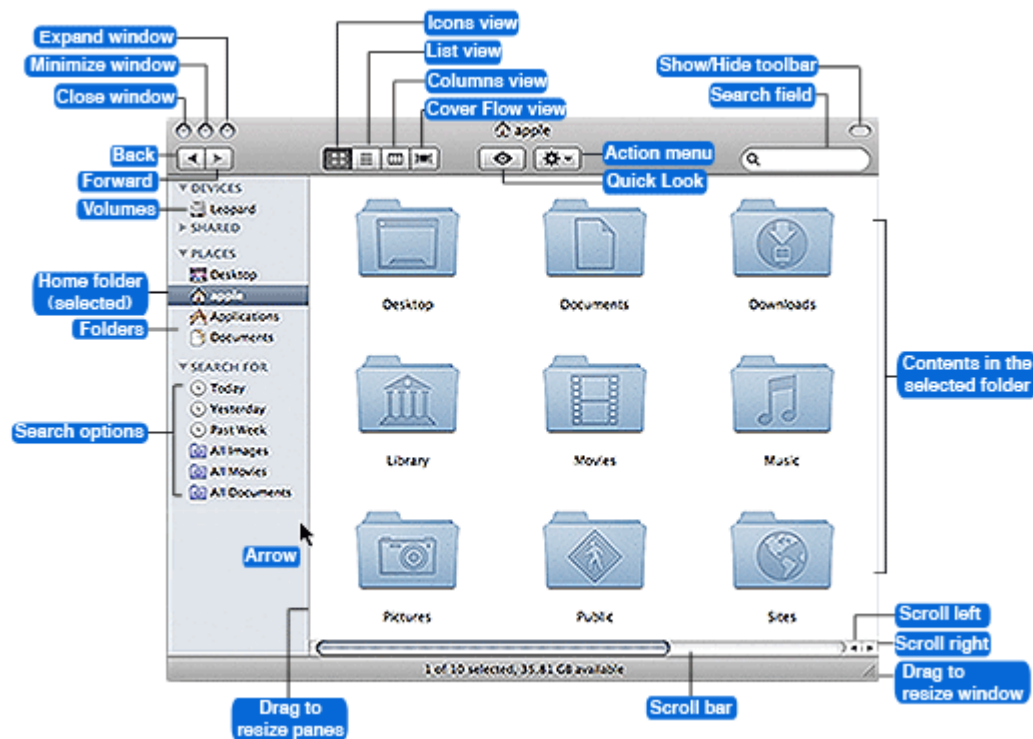 Icons view
Expand window
List view
Minimize window
Show/Hide toolbar
Columns view
Close window
Search field
Cover Flow view
apple
Back
Action menu
Forward
Quick Look
DEVICES
Volumes
Leopard
SHARED
PLACES
Desktop
Home folder
(selected)
apple
Applications
Folders
Documents
Desktop
Documents
Downloads
SEARCH FOR
Today
Yesterday
Search options
Past Week
All Images
All Movies
All Documents
Contents in the
selected folder
Library
Movies
Music
Arrow
Pictures
Public
Sites
Scroll left
Scroll right
1 of 10 selected, 35.81 GB available
Drag to
resize window
Drag to
resize panes
Scroll bar